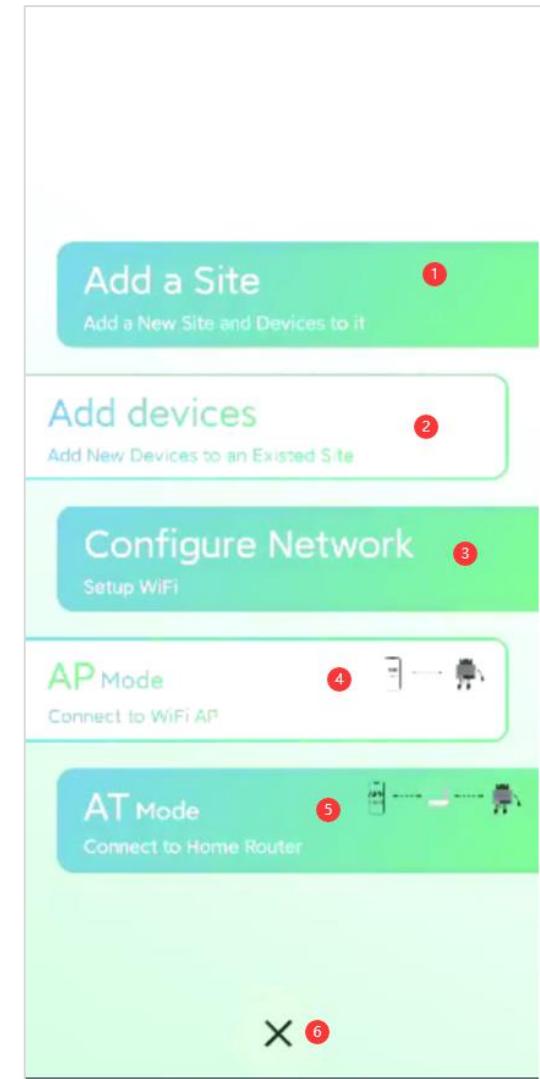 Add a Site
1
Add a New Site and Devices to it
Add devices
2
Add New Devices to an Existed Site
Configure Network
3
Setup WiFi
AP Mode
4
Connect to WiFi AP
AT Mode
5
Connect to Home Router
6